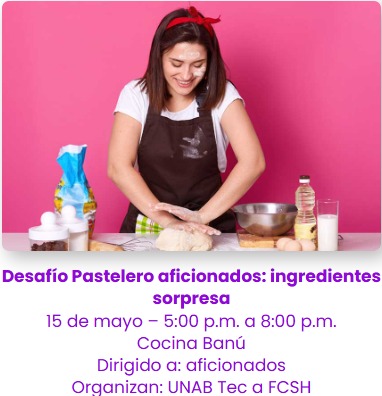 Desafío Pastelero aficionados: ingredientes
sorpresa
15 de mayo – 5:00 p.m. a 8:00 p.m.
Cocina Banú
Dirigido a: aficionados
Organizan: UNAB Tec a FCSH